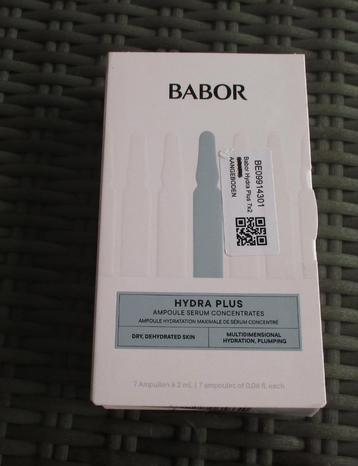 BABOR
BE09914301
Babor Hydra Plus 7x2
AANGEBODEN
HYDRA PLUS
AMPOULE SERUM CONCENTRATES
AMPOULE HYDRATATION MAXIMALE DE SÉRUM CONCENTRÉ
DRY, DEHYDRATED SKIN
MULTIDIMENSIONAL
HYDRATION, PLUMPING
7 Ampullen à 2 mL | 7 ampoules of 0.06 fl. each